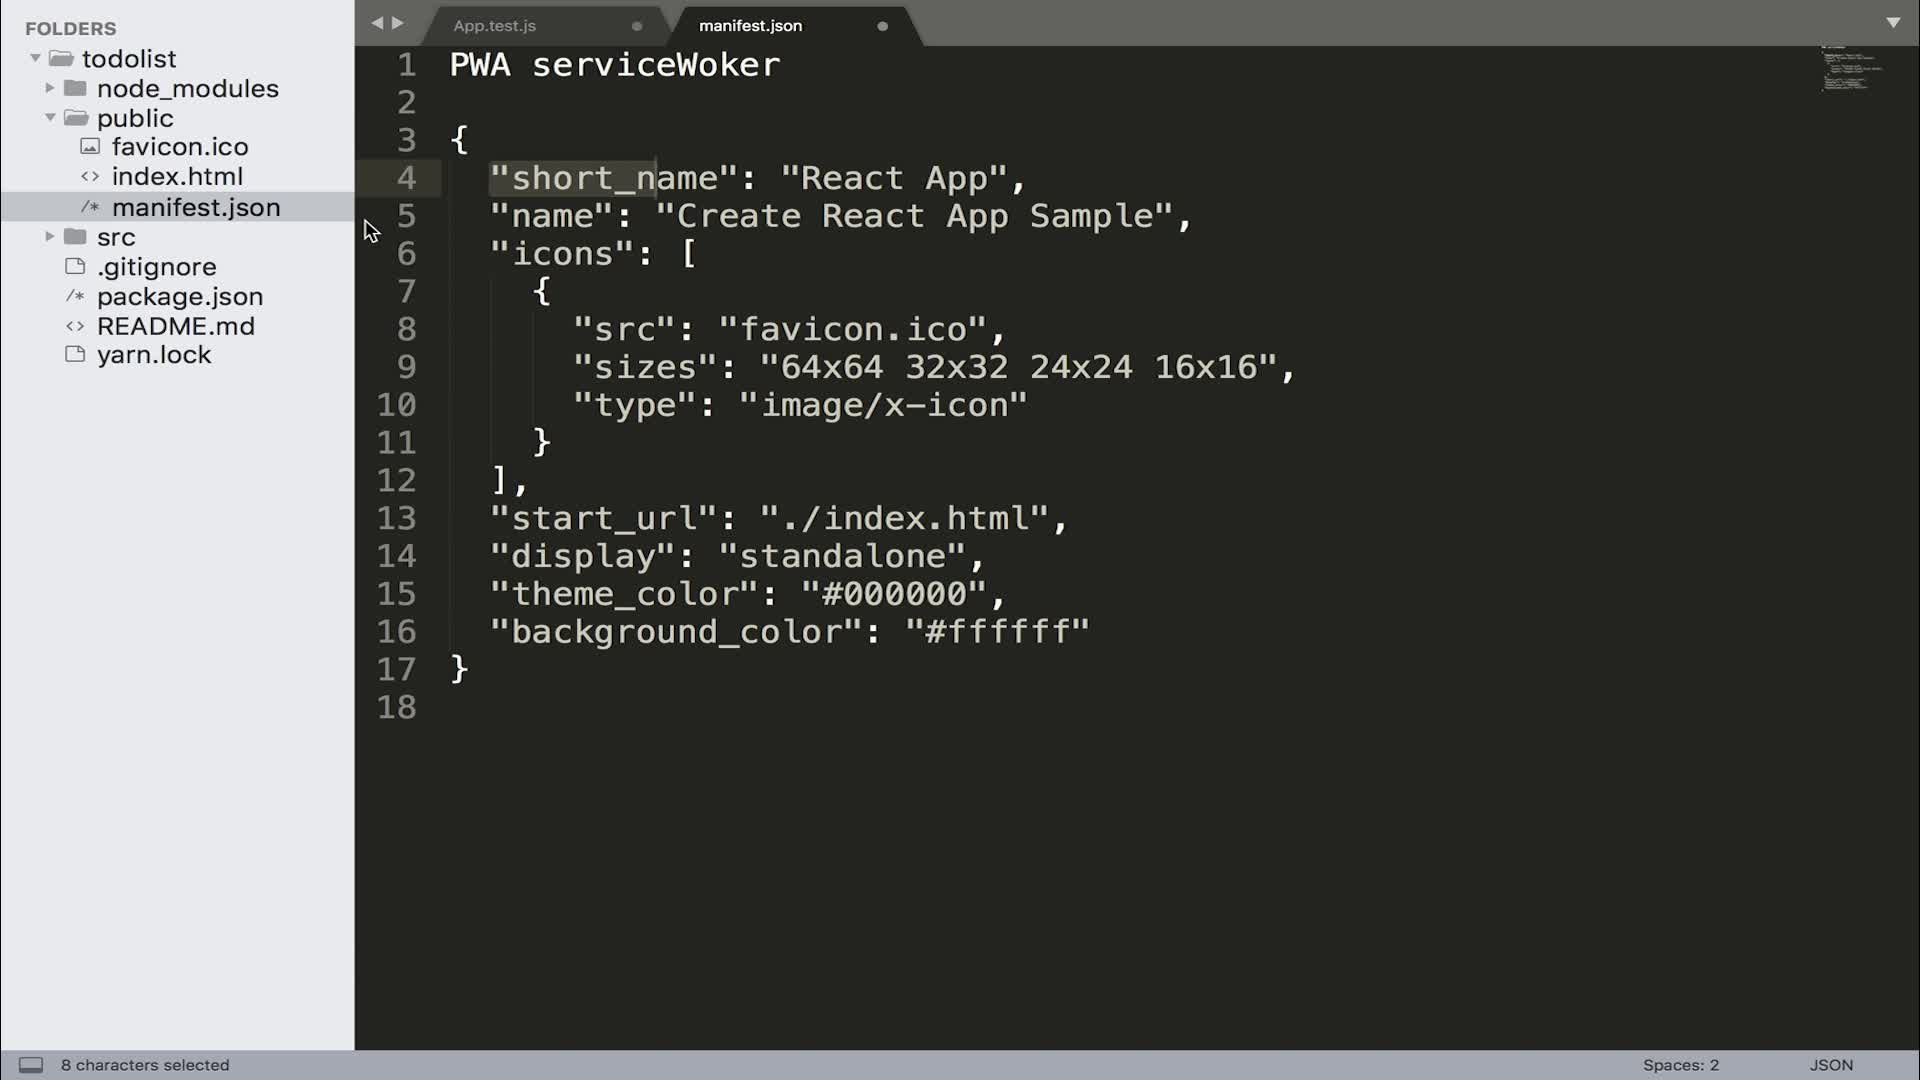 FOLDERS
todolist
node_modules
public
favicon.ico
<> index.html
/* manifest.json
src
.gitignore
/* package.json
<> README.md
yarn.lock
App.test.js
manifest.json
1 PWA serviceWoker
2
3 {
4 "short_name": "React App",
5 "name": "Create React App Sample",
6 "icons": [
7 {
8 "src": "favicon.ico",
9 "sizes": "64x64 32x32 24x24 16x16",
10 "type": "image/x-icon"
11 }
12 ],
13 "start_url": "./index.html",
14 "display": "standalone",
15 "theme_color": "#000000",
16 "background_color": "#ffffff"
17 }
18
8 characters selected
Spaces: 2
JSON